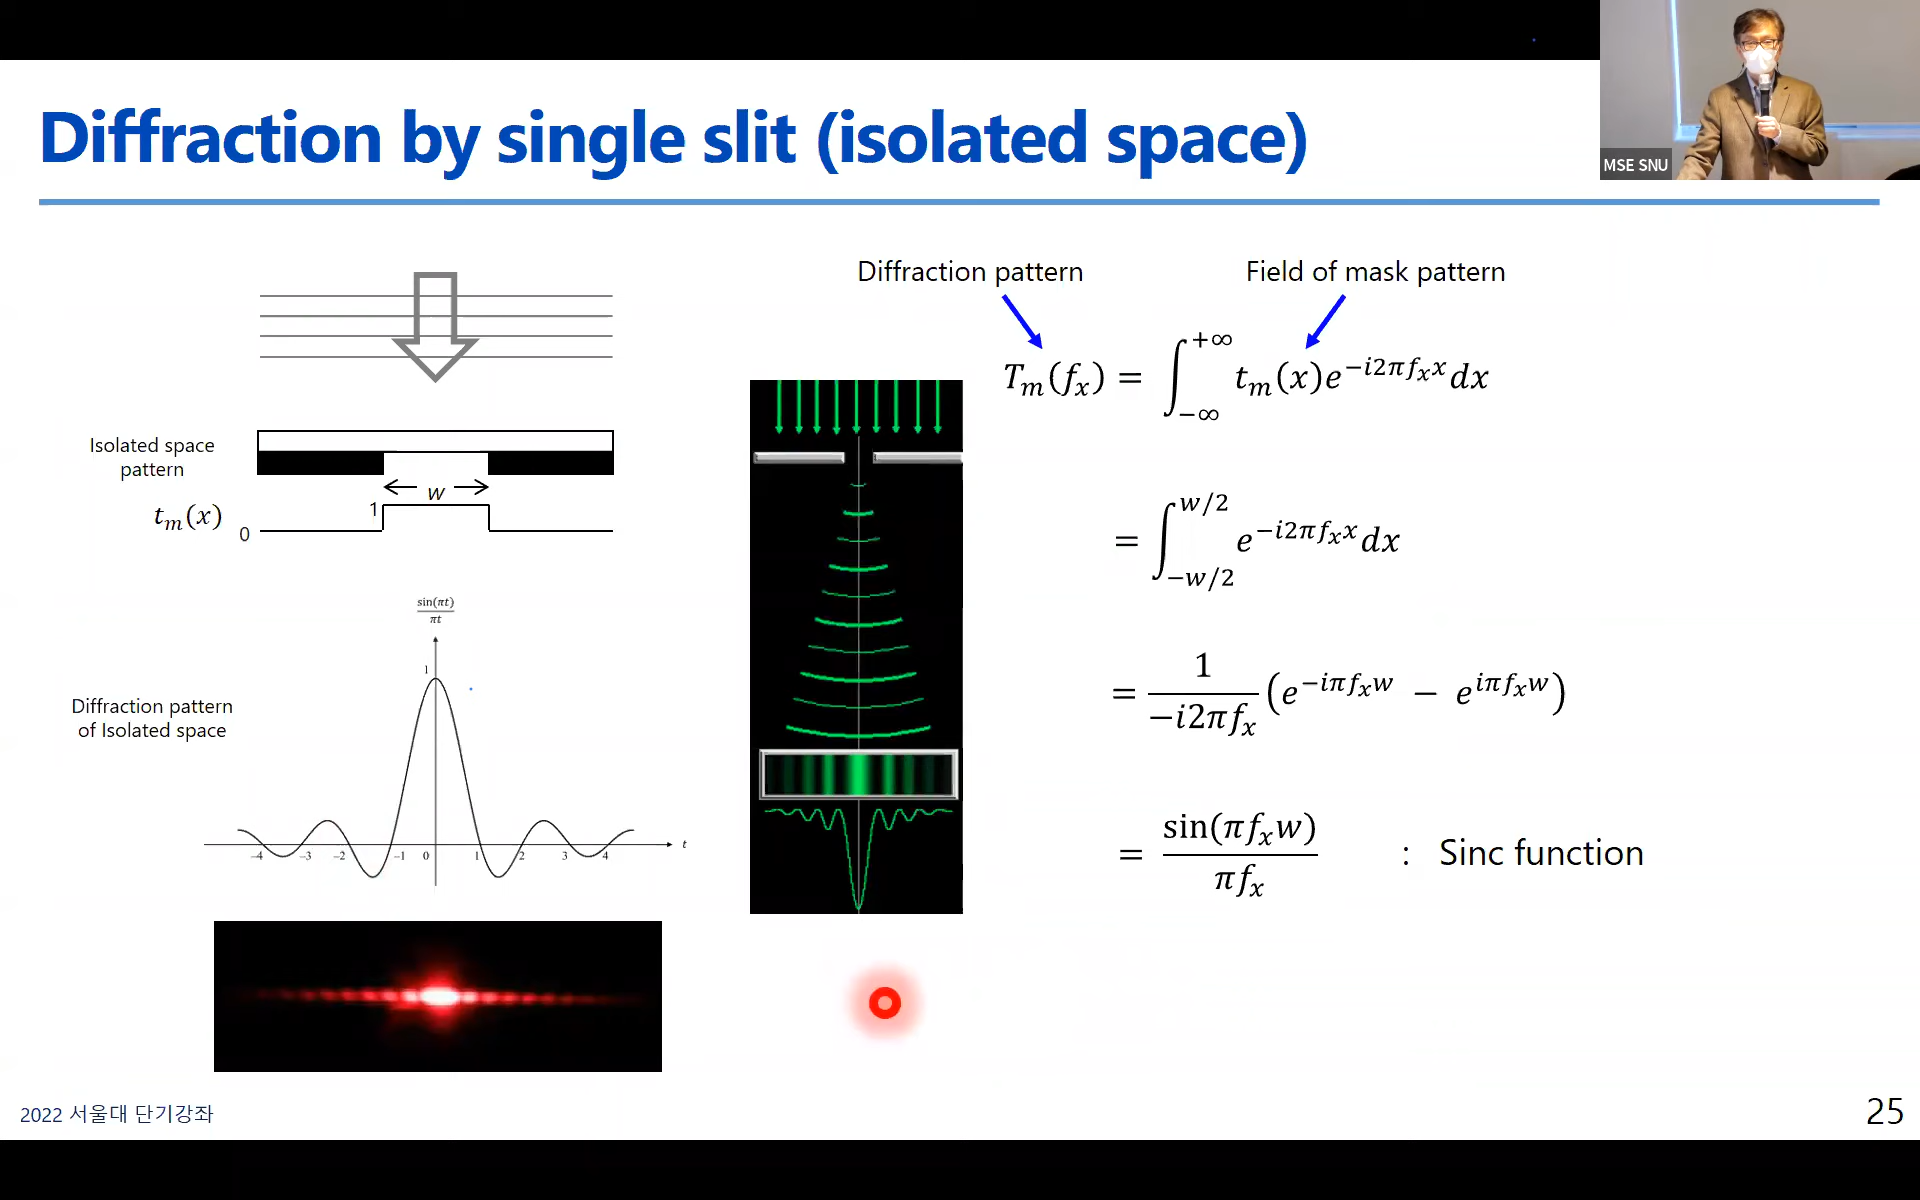 Diffraction by single slit (isolated space)
MSE SNU
Isolated space
pattern
w
t_m(x)
1
0
sin(πt)
πt
1
-4 -3 -2 -1 0 1 2 3 4 t
Diffraction pattern
of Isolated space
Diffraction pattern
Field of mask pattern
T_m(f_x) = ∫_{-∞}^{+∞} t_m(x)e^{-i2πf_x x}dx
= ∫_{-w/2}^{w/2} e^{-i2πf_x x}dx
= \frac{1}{-i2πf_x} (e^{-iπf_x w} - e^{iπf_x w})
= \frac{sin(πf_x w)}{πf_x} : Sinc function
2022 서울대 단기강좌
25